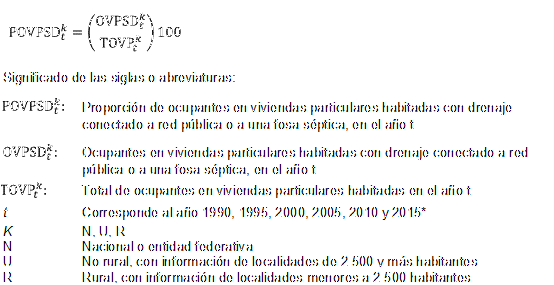 POVPSD_t^k = (OVPSD_t^k / TOVP_t^k) 100
Significado de las siglas o abreviaturas:
POVPSD_t^k: Proporción de ocupantes en viviendas particulares habitadas con drenaje
conectado a red pública o a una fosa séptica, en el año t
OVPSD_t^k: Ocupantes en viviendas particulares habitadas con drenaje conectado a red
pública o a una fosa séptica, en el año t
TOVP_t^k: Total de ocupantes en viviendas particulares habitadas en el año t
t Corresponde al año 1990, 1995, 2000, 2005, 2010 y 2015*
K N, U, R
N Nacional o entidad federativa
U No rural, con información de localidades de 2 500 y más habitantes
R Rural, con información de localidades menores a 2 500 habitantes